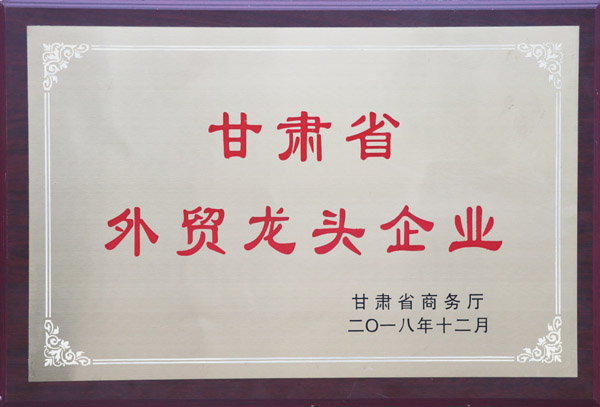 甘肃省
外贸龙头企业
甘肃省商务厅
二〇一八年十二月